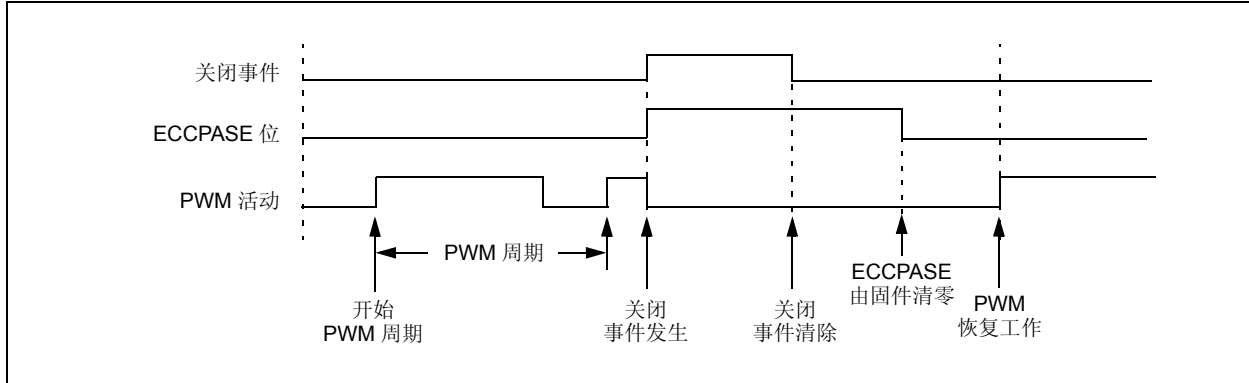 关闭事件
ECCPASE 位
PWM 活动
PWM 周期
开始
PWM 周期
关闭
事件发生
关闭
事件清除
ECCPASE
由固件清零
PWM
恢复工作